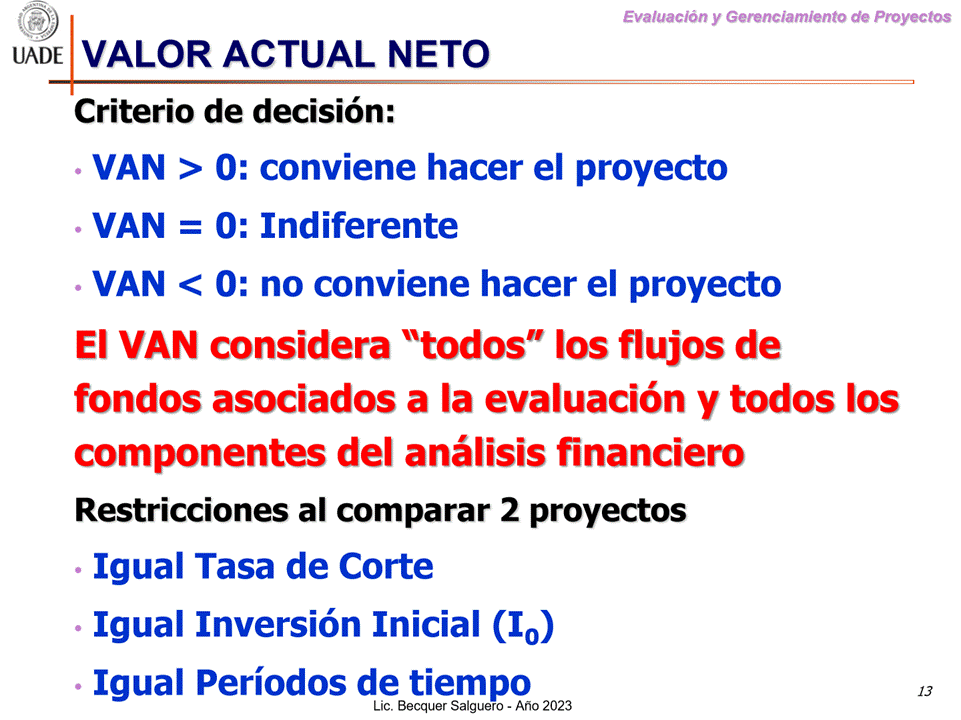 Evaluación y Gerenciamiento de Proyectos
UADE
VALOR ACTUAL NETO
Criterio de decisión:
• VAN > 0: conviene hacer el proyecto
• VAN = 0: Indiferente
• VAN < 0: no conviene hacer el proyecto
El VAN considera “todos” los flujos de
fondos asociados a la evaluación y todos los
componentes del análisis financiero
Restricciones al comparar 2 proyectos
• Igual Tasa de Corte
• Igual Inversión Inicial (I₀)
• Igual Períodos de tiempo
13
Lic. Becquer Salguero - Año 2023